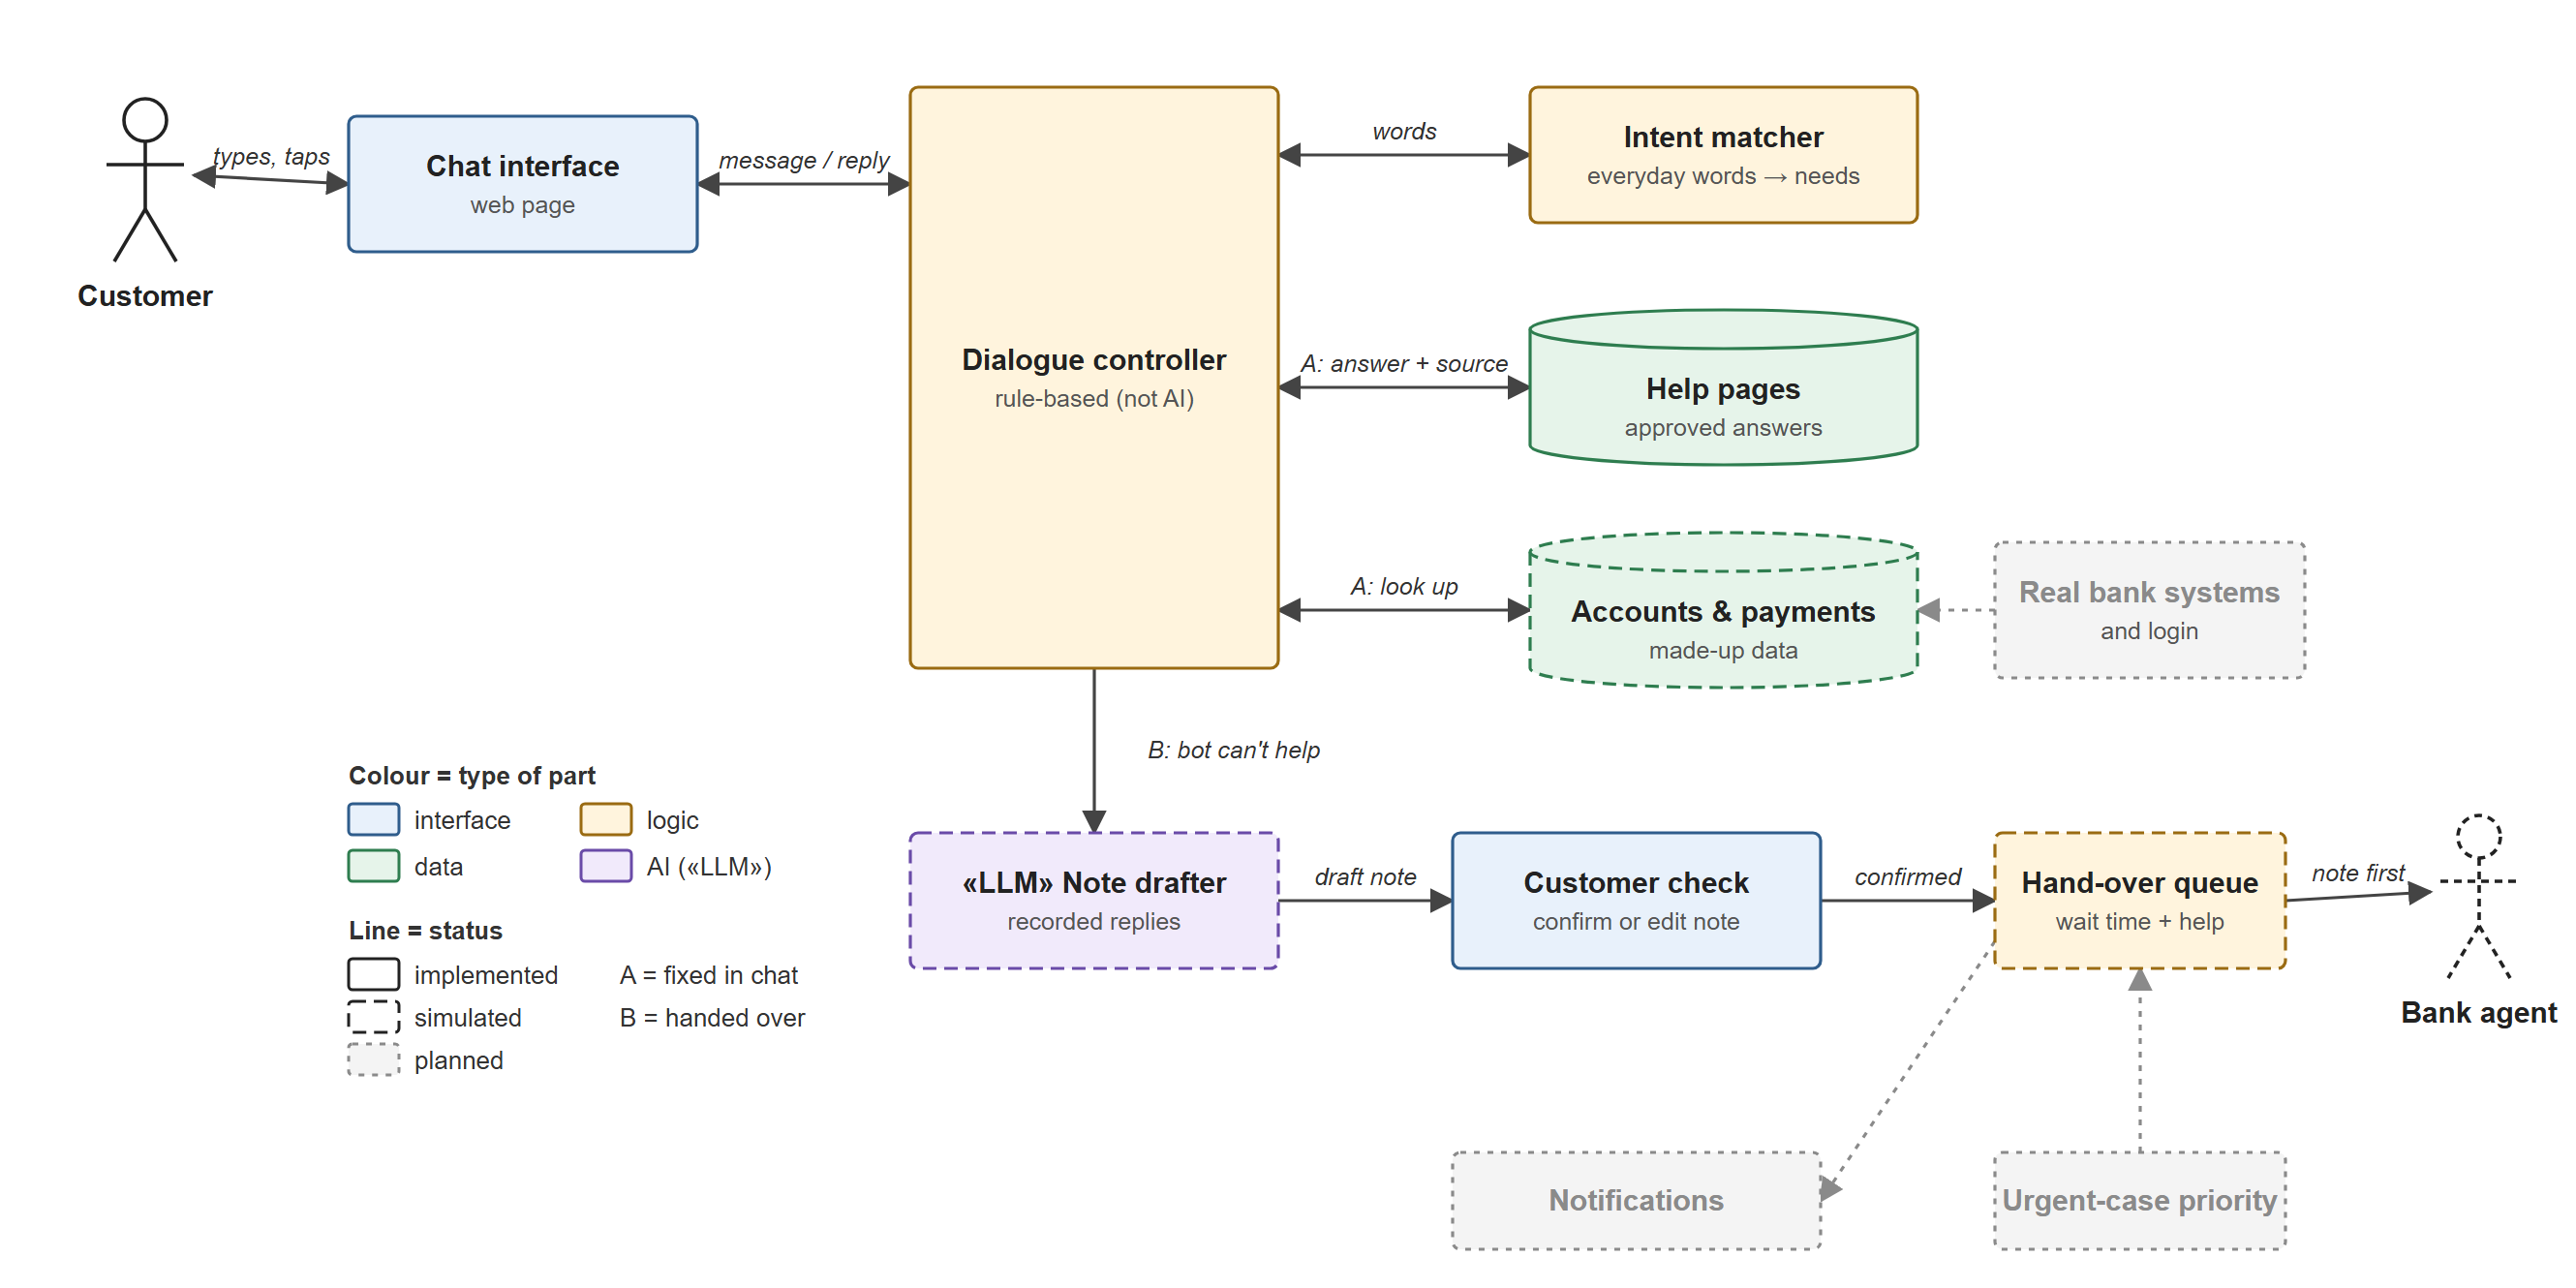 types, taps
Customer
Chat interface
web page
message / reply
Dialogue controller
rule-based (not AI)
words
Intent matcher
everyday words → needs
A: answer + source
Help pages
approved answers
A: look up
Accounts & payments
made-up data
Real bank systems
and login
B: bot can't help
«LLM» Note drafter
recorded replies
draft note
Customer check
confirm or edit note
confirmed
Hand-over queue
wait time + help
note first
Bank agent
Notifications
Urgent-case priority
Colour = type of part
interface
logic
data
AI («LLM»)
Line = status
implemented
A = fixed in chat
simulated
B = handed over
planned